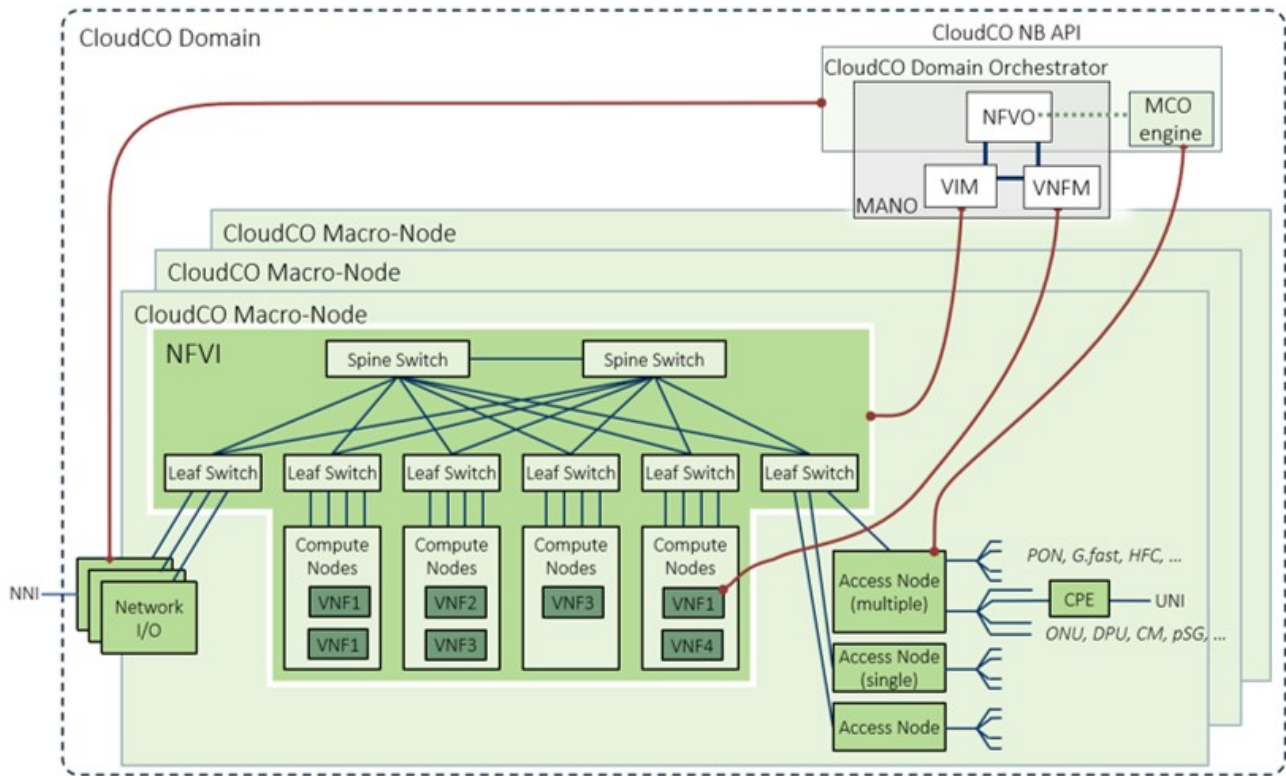 CloudCO Domain
CloudCO NB API
CloudCO Domain Orchestrator
NFVO
MCO
engine
VIM
VNFM
MANO
CloudCO Macro-Node
CloudCO Macro-Node
CloudCO Macro-Node
NFVI
Spine Switch
Spine Switch
Leaf Switch
Leaf Switch
Leaf Switch
Leaf Switch
Leaf Switch
Leaf Switch
Compute
Nodes
VNF1
VNF1
Compute
Nodes
VNF2
VNF3
Compute
Nodes
VNF3
Compute
Nodes
VNF1
VNF4
NNI
Network
I/O
Access Node
(multiple)
PON, G.fast, HFC, ...
CPE
UNI
ONU, DPU, CM, pSG, ...
Access Node
(single)
Access Node